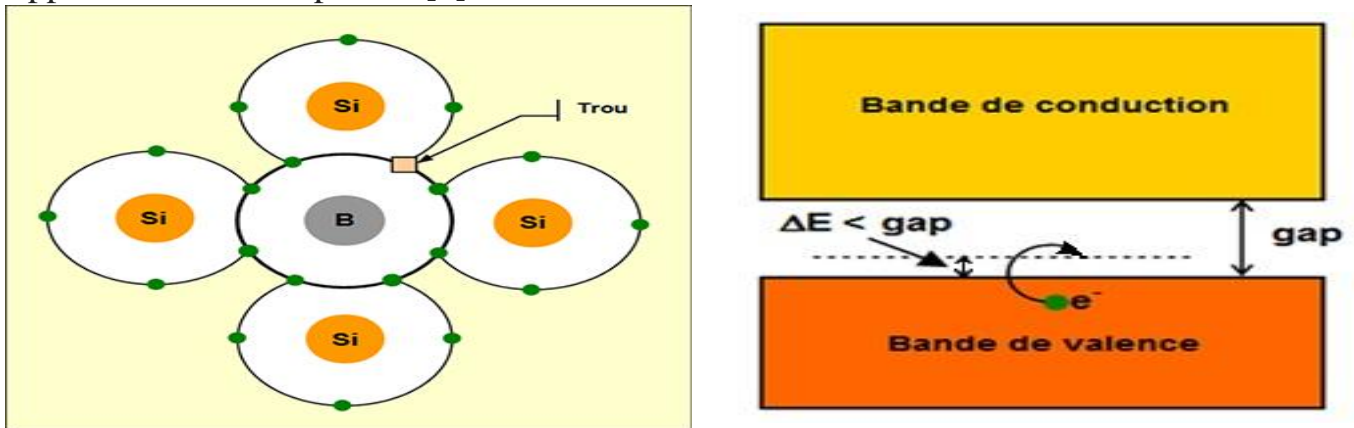 Si
Trou
Si
B
Si
Si
Bande de conduction
ΔE < gap
gap
e-
Bande de valence